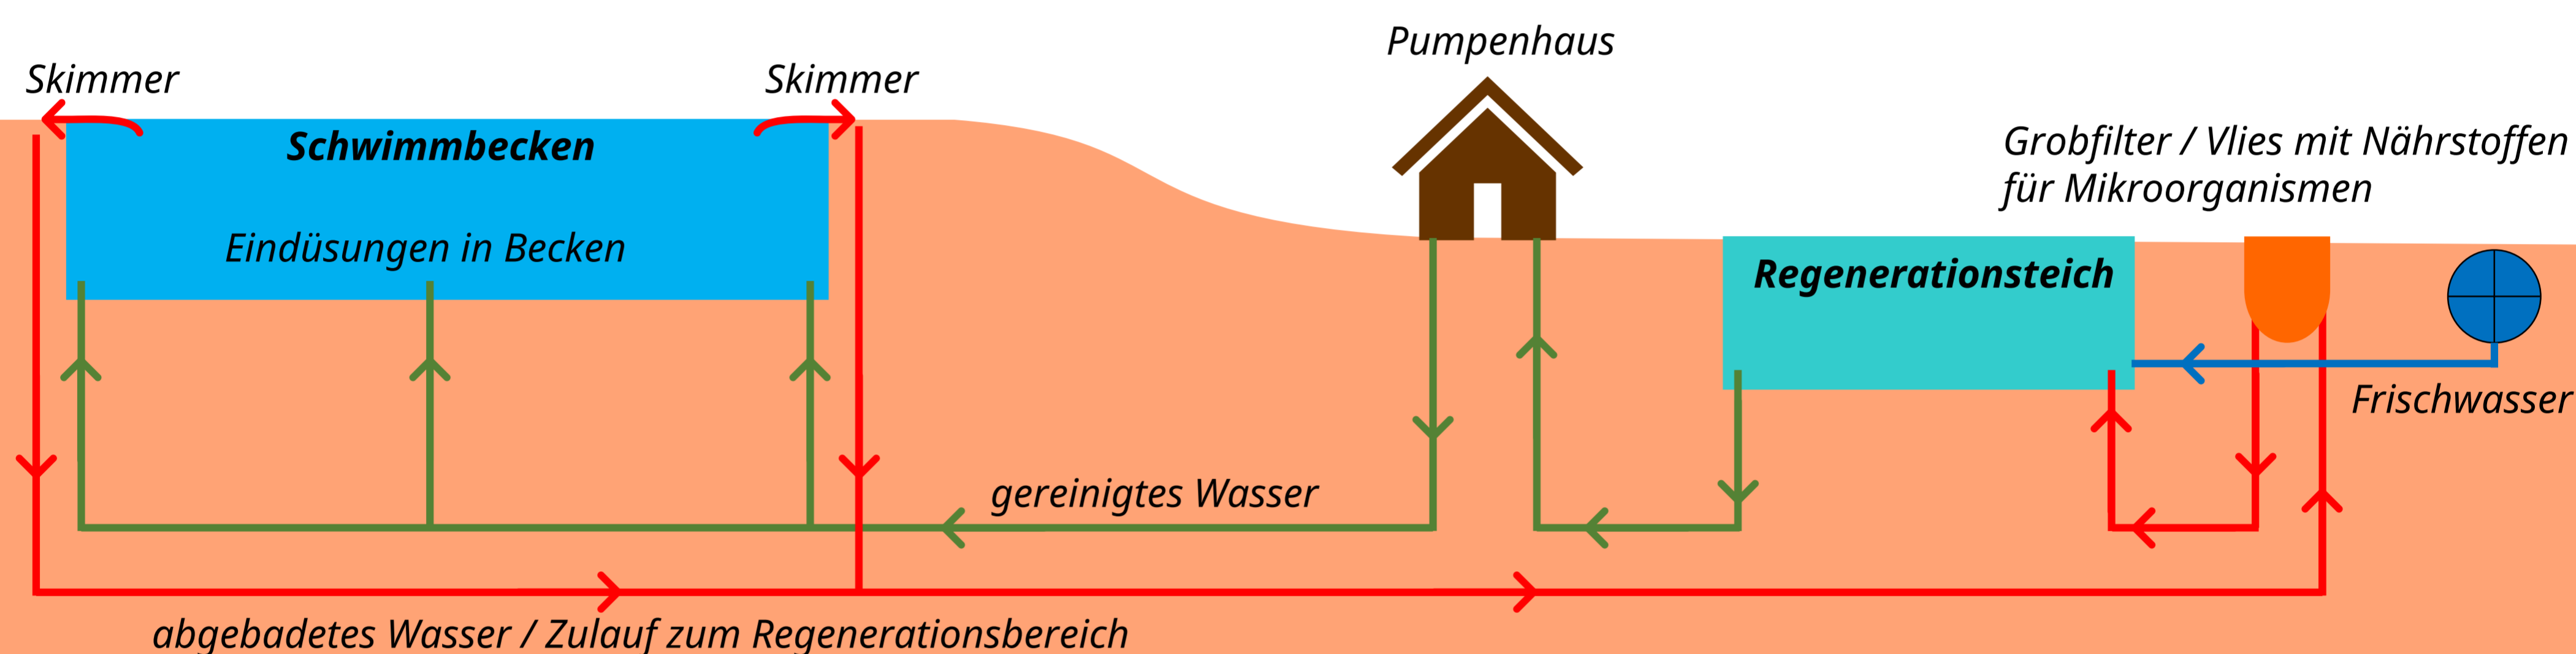 Pumpenhaus
Skimmer
Skimmer
Schwimmbecken
Grobfilter / Vlies mit Nährstoffen
für Mikroorganismen
Eindüsungen in Becken
Regenerationsteich
Frischwasser
gereinigtes Wasser
abgebadetes Wasser / Zulauf zum Regenerationsbereich